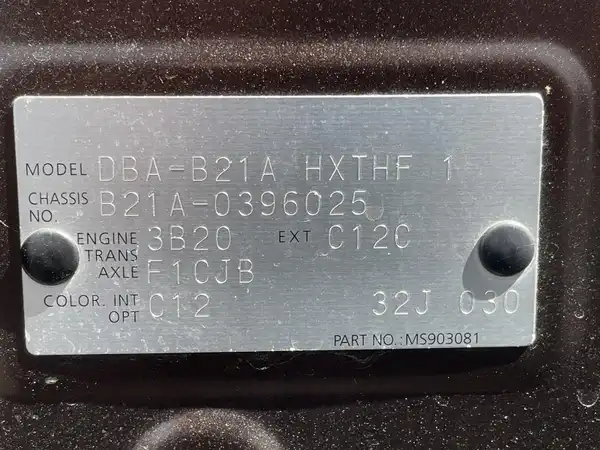 MODEL DBA-B21A HXTHF 1
CHASSIS NO. B21A-0396025
ENGINE 3B20 EXT C12C
TRANS AXLE F1CJB
COLOR. INT OPT C12 32J 030
PART NO.: MS903081